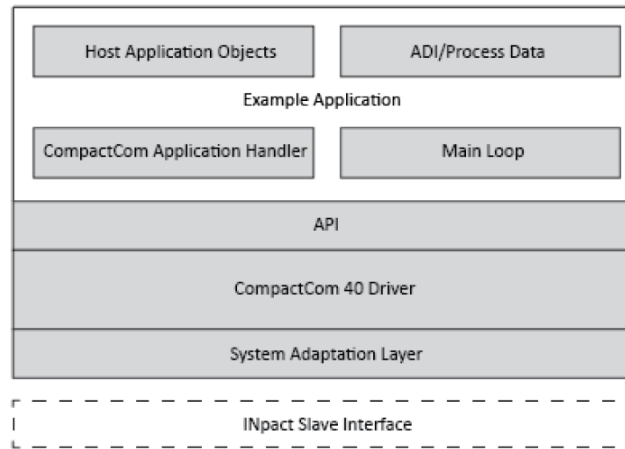 Host Application Objects
ADI/Process Data
Example Application
CompactCom Application Handler
Main Loop
API
CompactCom 40 Driver
System Adaptation Layer
INpact Slave Interface